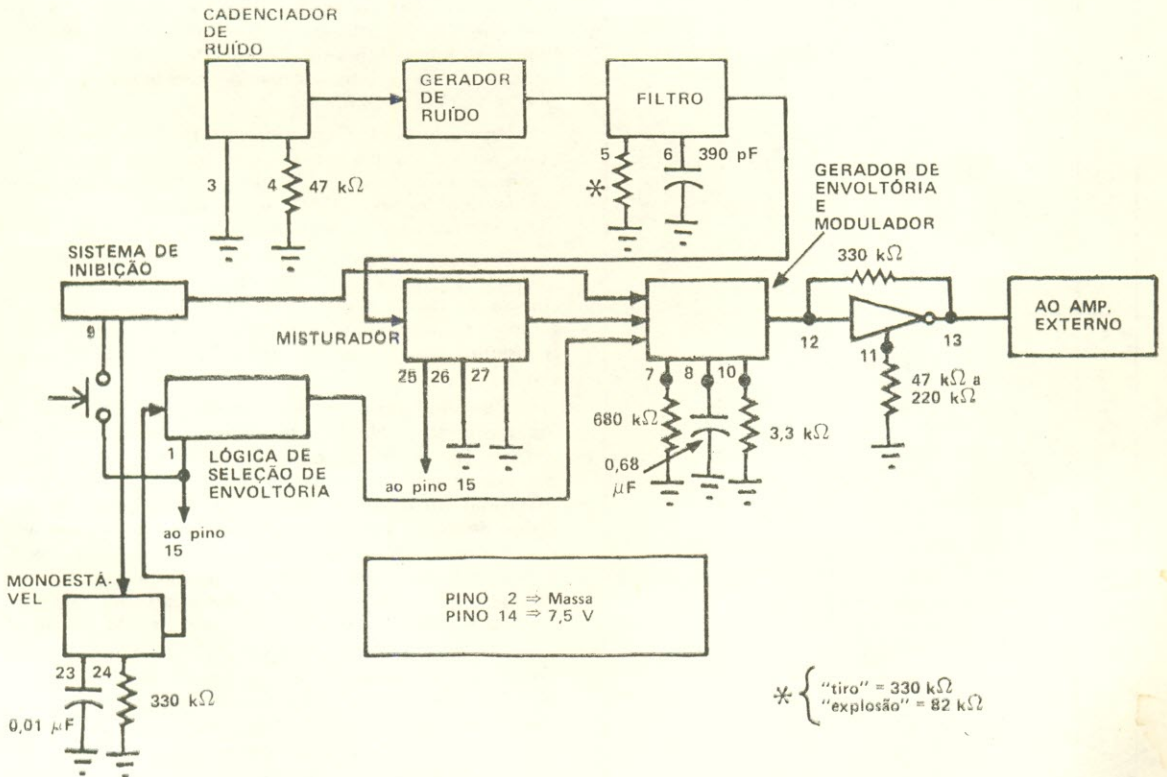 CADENCIADOR
DE
RUÍDO
GERADOR
DE
RUÍDO
FILTRO
3
4
47 kΩ
5
*
6
390 pF
GERADOR DE
ENVOLTÓRIA
E
MODULADOR
330 kΩ
SISTEMA DE
INIBIÇÃO
9
MISTURADOR
25
26
27
ao pino 15
7
8
10
680 kΩ
0,68
μF
3,3 kΩ
12
11
13
47 kΩ a
220 kΩ
AO AMP.
EXTERNO
1
LÓGICA DE
SELEÇÃO DE
ENVOLTÓRIA
ao pino
15
MONOESTÁ-
VEL
23
24
0,01 μF
330 kΩ
PINO 2 ⇒ Massa
PINO 14 ⇒ 7,5 V
* { "tiro" = 330 kΩ
"explosão" = 82 kΩ